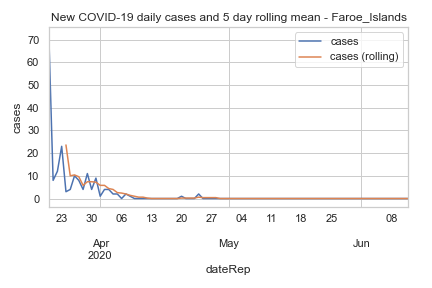 New COVID-19 daily cases and 5 day rolling mean - Faroe_Islands
cases
cases (rolling)
70
60
50
40
30
20
10
0
cases
23 30 06 13 20 27 04 11 18 25 08
Apr May Jun
2020
dateRep